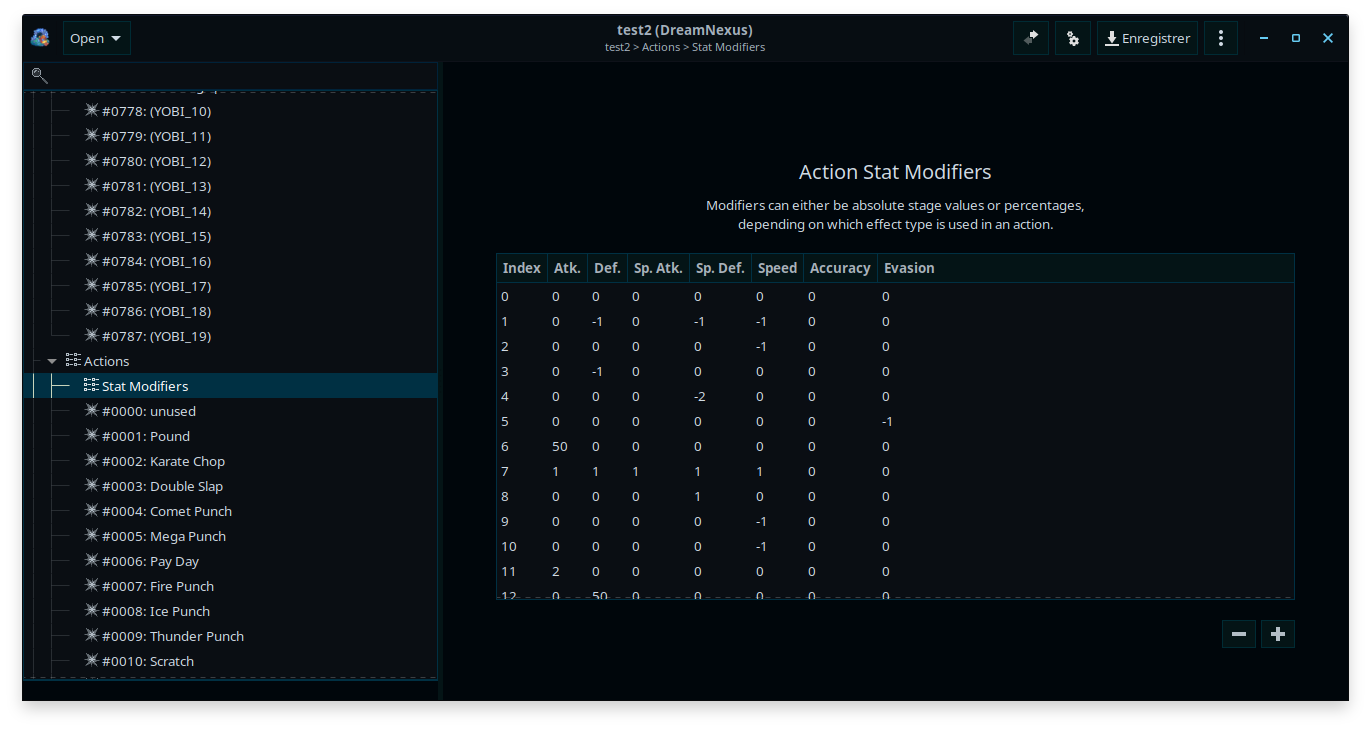 Open
test2 (DreamNexus)
test2 > Actions > Stat Modifiers
Enregistrer
#0778: (YOBI_10)
#0779: (YOBI_11)
#0780: (YOBI_12)
#0781: (YOBI_13)
#0782: (YOBI_14)
#0783: (YOBI_15)
#0784: (YOBI_16)
#0785: (YOBI_17)
#0786: (YOBI_18)
#0787: (YOBI_19)
Actions
Stat Modifiers
#0000: unused
#0001: Pound
#0002: Karate Chop
#0003: Double Slap
#0004: Comet Punch
#0005: Mega Punch
#0006: Pay Day
#0007: Fire Punch
#0008: Ice Punch
#0009: Thunder Punch
#0010: Scratch
Action Stat Modifiers
Modifiers can either be absolute stage values or percentages,
depending on which effect type is used in an action.
Index Atk. Def. Sp. Atk. Sp. Def. Speed Accuracy Evasion
0 0 0 0 0 0 0 0
1 0 -1 0 -1 -1 0 0
2 0 0 0 0 -1 0 0
3 0 -1 0 0 0 0 0
4 0 0 0 -2 0 0 0
5 0 0 0 0 0 0 -1
6 50 0 0 0 0 0 0
7 1 1 1 1 1 0 0
8 0 0 0 1 0 0 0
9 0 0 0 0 -1 0 0
10 0 0 0 0 -1 0 0
11 2 0 0 0 0 0 0
12 0 50 0 0 0 0 0